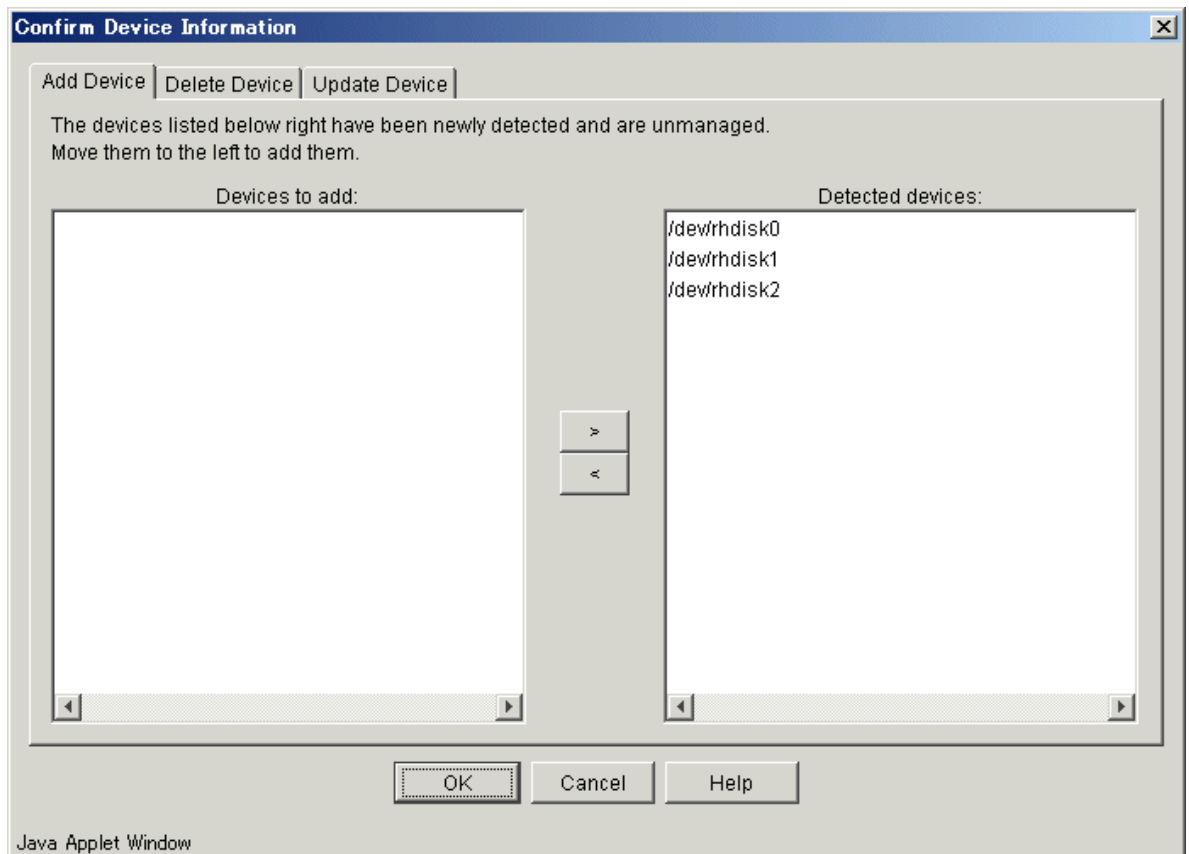 Confirm Device Information
Add Device
Delete Device
Update Device
The devices listed below right have been newly detected and are unmanaged.
Move them to the left to add them.
Devices to add:
Detected devices:
/dev/rhdisk0
/dev/rhdisk1
/dev/rhdisk2
>
<
OK
Cancel
Help
Java Applet Window